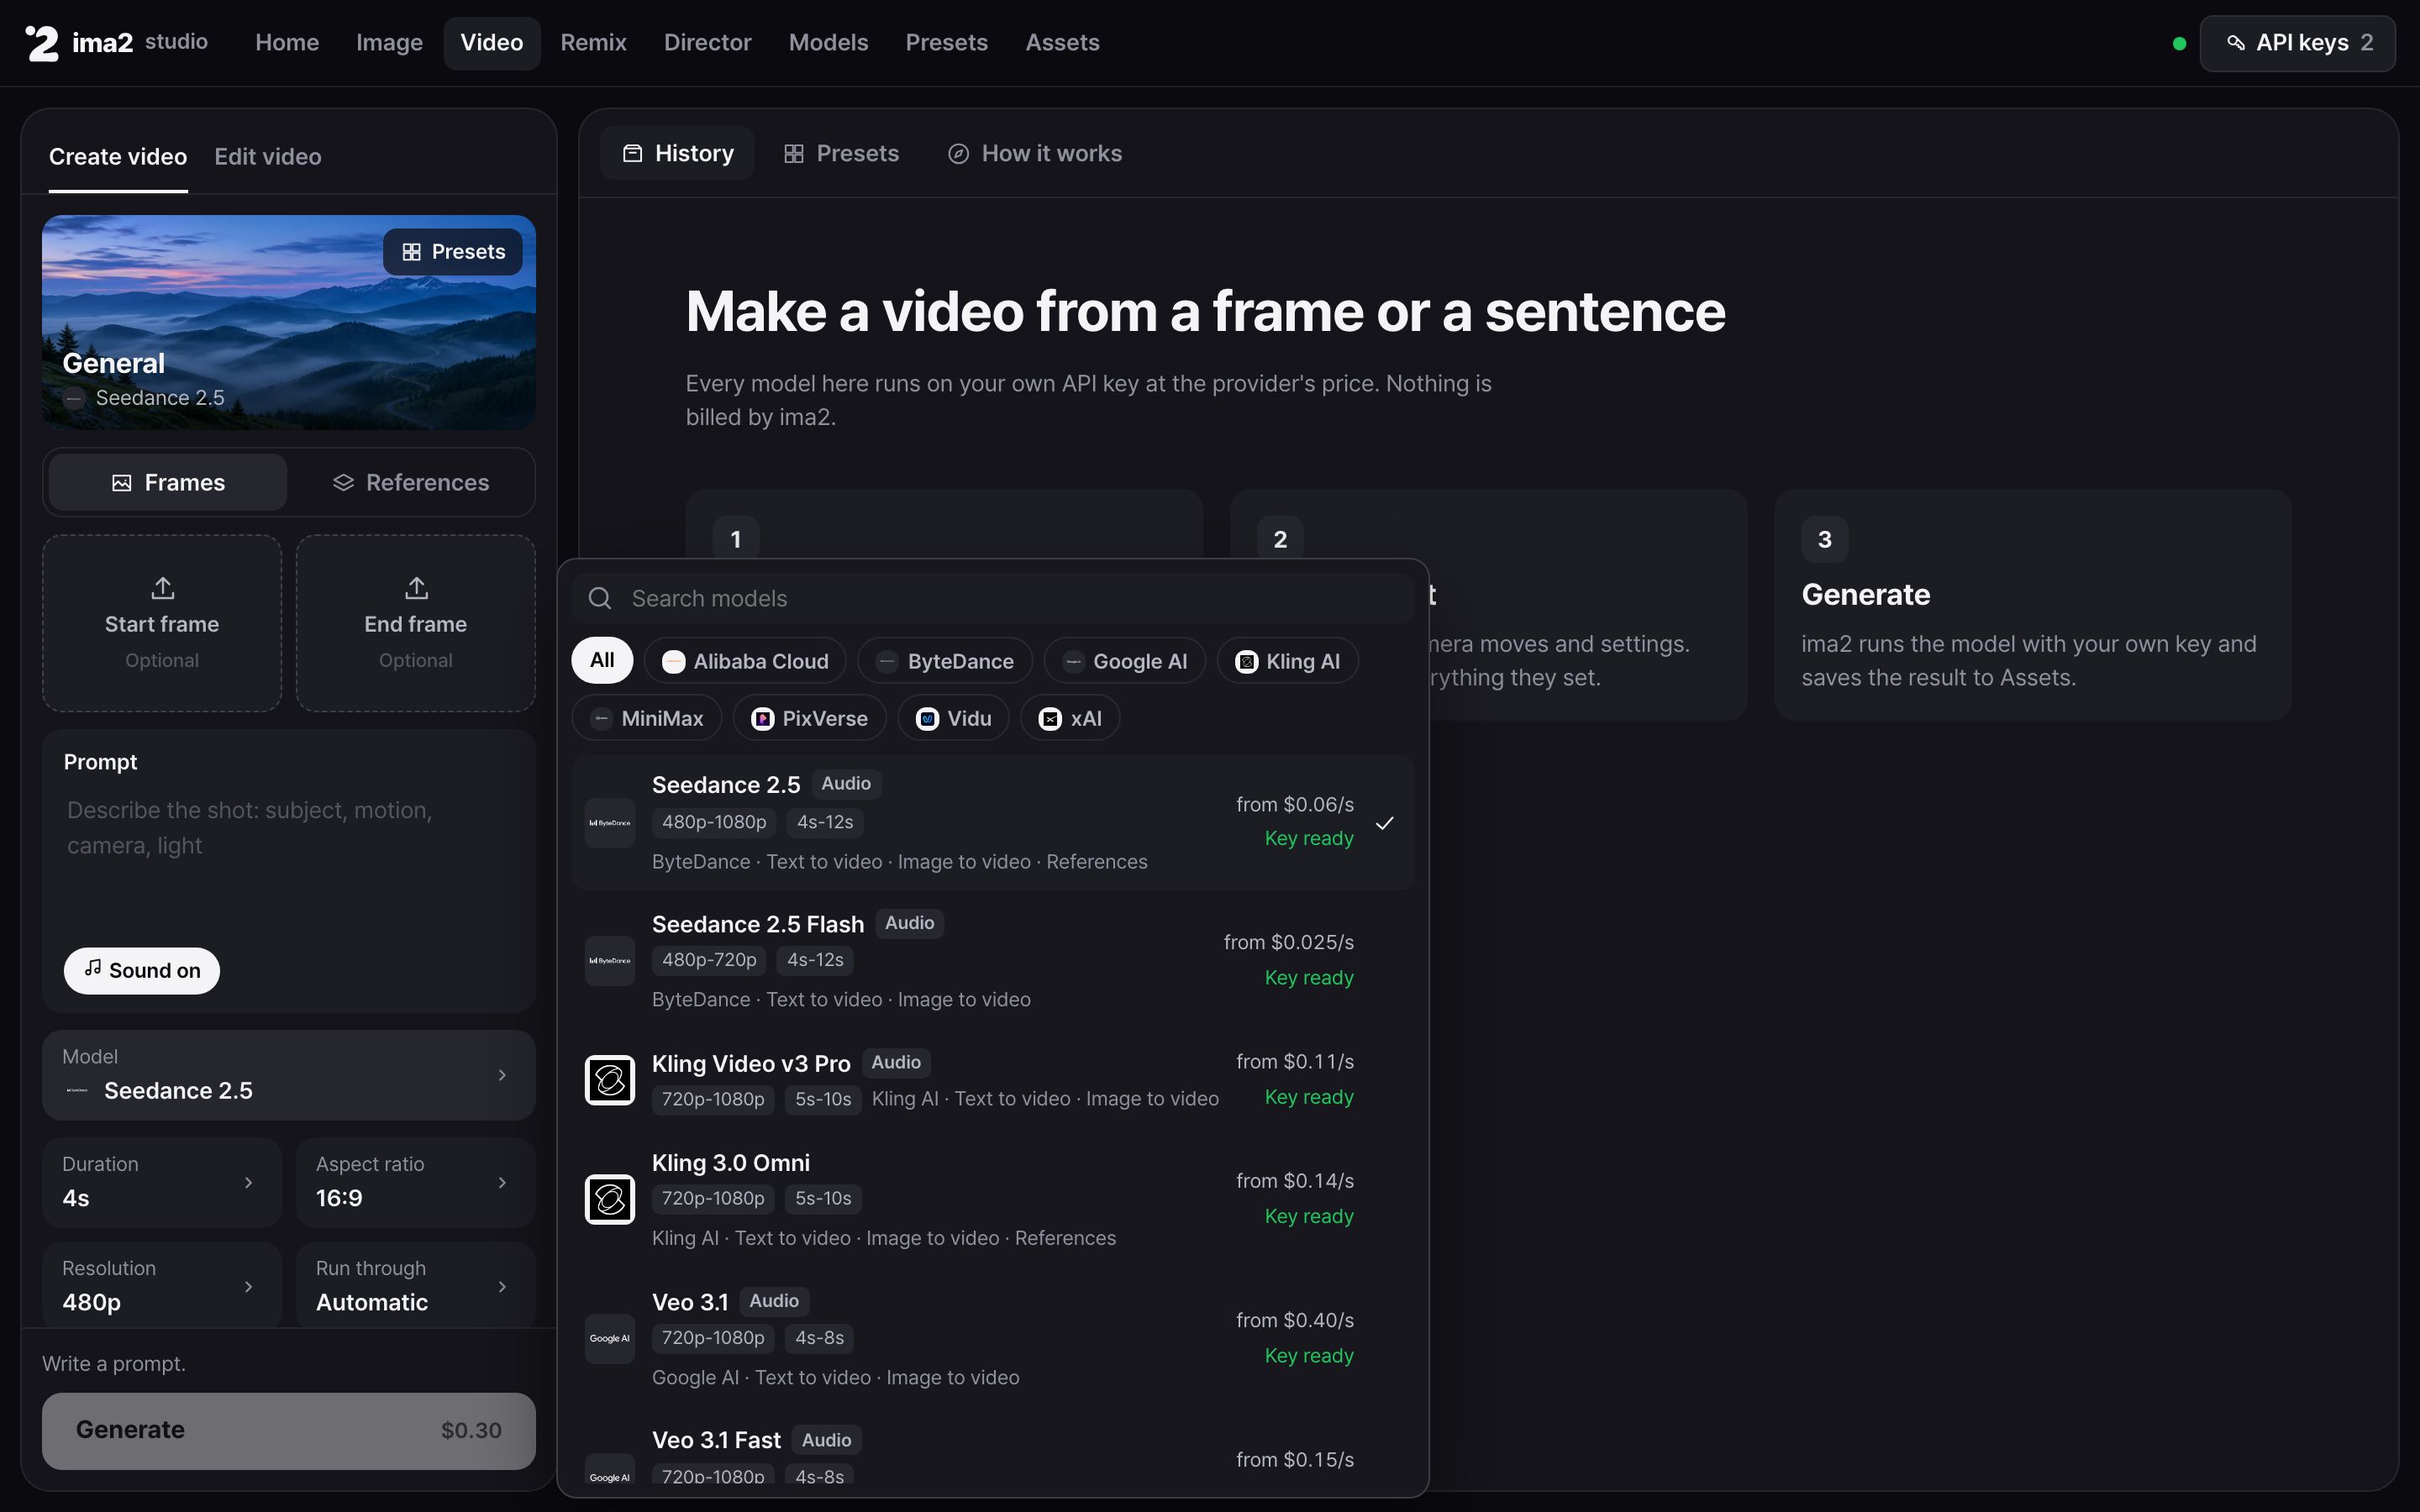 2 ima2 studio Home Image Video Remix Director Models Presets Assets API keys 2
Create video Edit video
Presets
General
Seedance 2.5
Frames References
Start frame
Optional
End frame
Optional
Prompt
Describe the shot: subject, motion,
camera, light
Sound on
Model
Seedance 2.5
Duration
4s
Aspect ratio
16:9
Resolution
480p
Run through
Automatic
Write a prompt.
Generate $0.30
History Presets How it works
Make a video from a frame or a sentence
Every model here runs on your own API key at the provider's price. Nothing is
billed by ima2.
1
2
mera moves and settings.
rything they set.
3
Generate
ima2 runs the model with your own key and
saves the result to Assets.
Search models
All Alibaba Cloud ByteDance Google AI Kling AI
MiniMax PixVerse Vidu xAI
ByteDance
Seedance 2.5 Audio
480p-1080p 4s-12s
ByteDance · Text to video · Image to video · References
from $0.06/s
Key ready
ByteDance
Seedance 2.5 Flash Audio
480p-720p 4s-12s
ByteDance · Text to video · Image to video
from $0.025/s
Key ready
Kling Video v3 Pro Audio
720p-1080p 5s-10s Kling AI · Text to video · Image to video
from $0.11/s
Key ready
Kling 3.0 Omni
720p-1080p 5s-10s
Kling AI · Text to video · Image to video · References
from $0.14/s
Key ready
Google AI
Veo 3.1 Audio
720p-1080p 4s-8s
Google AI · Text to video · Image to video
from $0.40/s
Key ready
Google AI
Veo 3.1 Fast Audio
720p-1080p 4s-8s
from $0.15/s